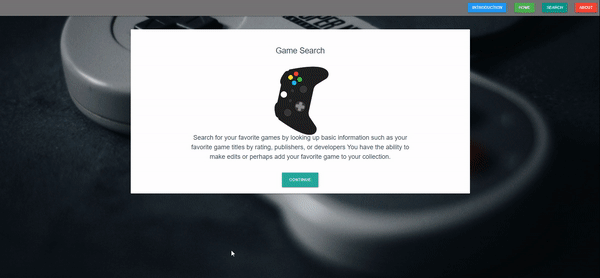 INTRODUCTION HOME SEARCH ABOUT
Game Search
Search for your favorite games by looking up basic information such as your
favorite game titles by rating, publishers, or developers You have the ability to
make edits or perhaps add your favorite game to your collection.
CONTINUE